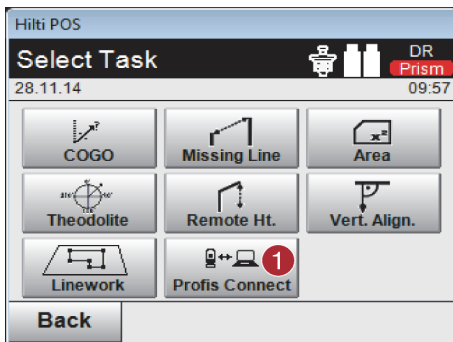 Hilti POS
Select Task
DR
Prism
28.11.14 09:57
COGO Missing Line Area
Theodolite Remote Ht. Vert. Align.
1
Linework Profis Connect
Back